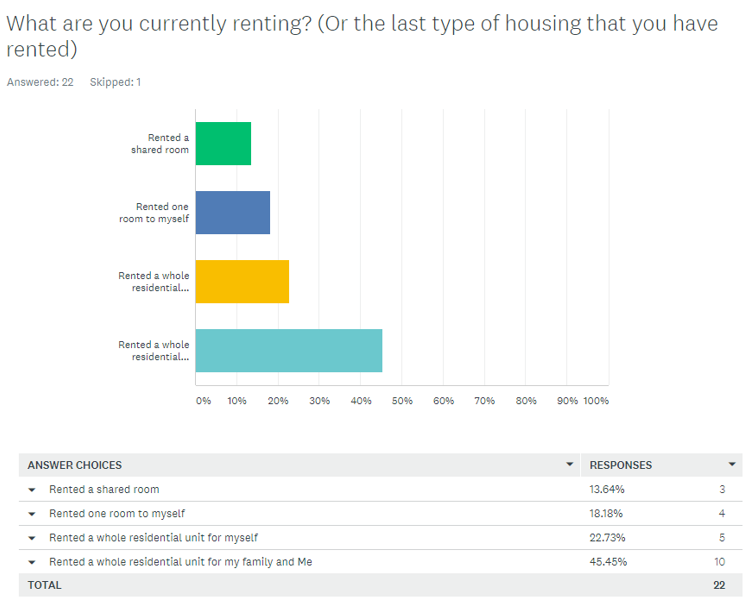 What are you currently renting? (Or the last type of housing that you have
rented)
Answered: 22 Skipped: 1
Rented a
shared room
Rented one
room to myself
Rented a whole
residential...
Rented a whole
residential...
0% 10% 20% 30% 40% 50% 60% 70% 80% 90% 100%
ANSWER CHOICES RESPONSES
Rented a shared room 13.64% 3
Rented one room to myself 18.18% 4
Rented a whole residential unit for myself 22.73% 5
Rented a whole residential unit for my family and Me 45.45% 10
TOTAL 22